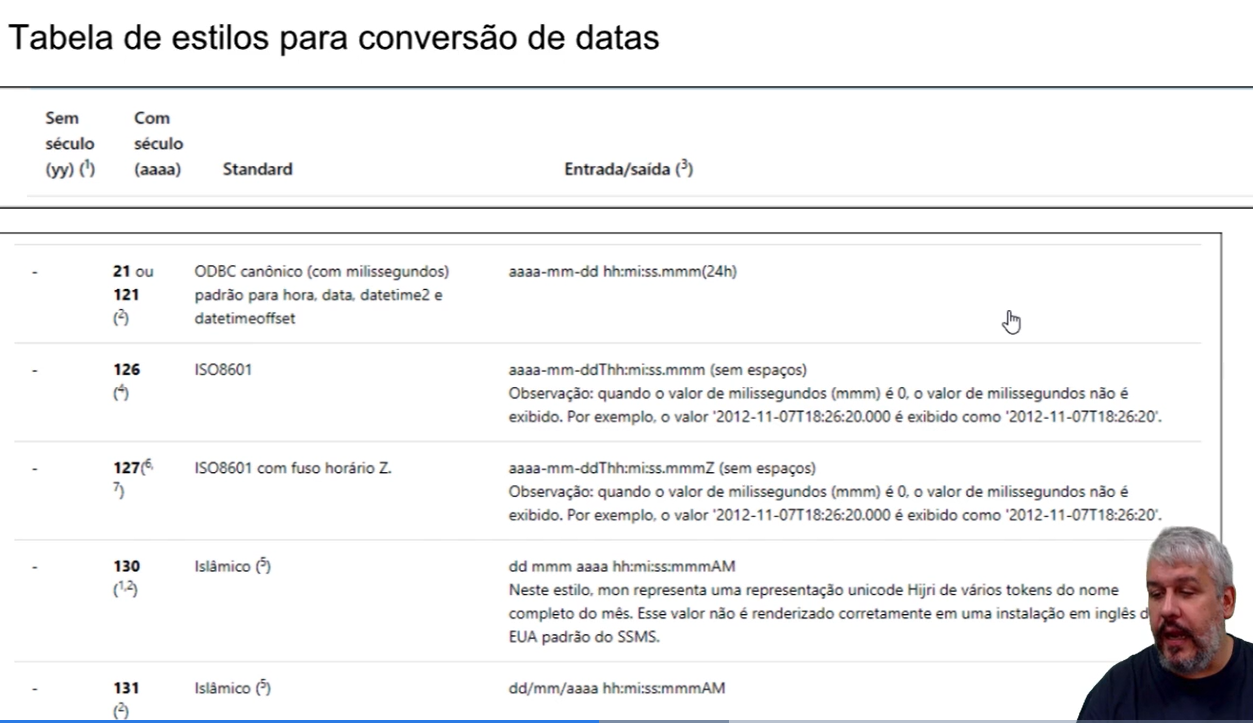 Tabela de estilos para conversão de datas
Sem século (yy) (1)
Com século (aaaa)
Standard
Entrada/saída (3)
-
21 ou 121 (2)
ODBC canônico (com milissegundos)
padrão para hora, data, datetime2 e
datetimeoffset
aaaa-mm-dd hh:mi:ss.mmm(24h)
-
126 (4)
ISO8601
aaaa-mm-ddThh:mi:ss.mmm (sem espaços)
Observação: quando o valor de milissegundos (mmm) é 0, o valor de milissegundos não é
exibido. Por exemplo, o valor '2012-11-07T18:26:20.000 é exibido como '2012-11-07T18:26:20'.
-
127(6, 7)
ISO8601 com fuso horário Z.
aaaa-mm-ddThh:mi:ss.mmmZ (sem espaços)
Observação: quando o valor de milissegundos (mmm) é 0, o valor de milissegundos não é
exibido. Por exemplo, o valor '2012-11-07T18:26:20.000 é exibido como '2012-11-07T18:26:20'.
-
130 (1,2)
Islâmico (5)
dd mmm aaaa hh:mi:ss:mmmAM
Neste estilo, mon representa uma representação unicode Hijri de vários tokens do nome
completo do mês. Esse valor não é renderizado corretamente em uma instalação em inglês
EUA padrão do SSMS.
-
131 (2)
Islâmico (5)
dd/mm/aaaa hh:mi:ss:mmmAM